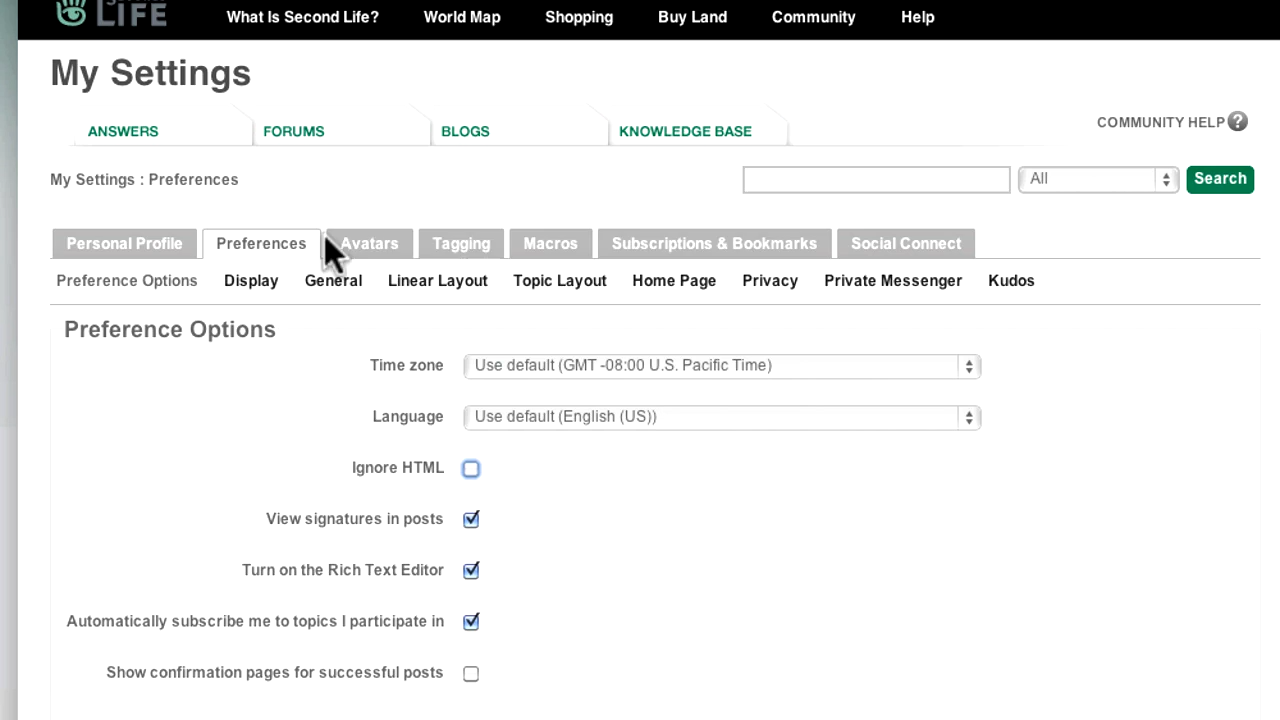 LIFE
What Is Second Life? World Map Shopping Buy Land Community Help
My Settings
ANSWERS FORUMS BLOGS KNOWLEDGE BASE
COMMUNITY HELP ?
My Settings : Preferences
All Search
Personal Profile Preferences Avatars Tagging Macros Subscriptions & Bookmarks Social Connect
Preference Options Display General Linear Layout Topic Layout Home Page Privacy Private Messenger Kudos
Preference Options
Time zone Use default (GMT -08:00 U.S. Pacific Time)
Language Use default (English (US))
Ignore HTML
View signatures in posts
Turn on the Rich Text Editor
Automatically subscribe me to topics I participate in
Show confirmation pages for successful posts